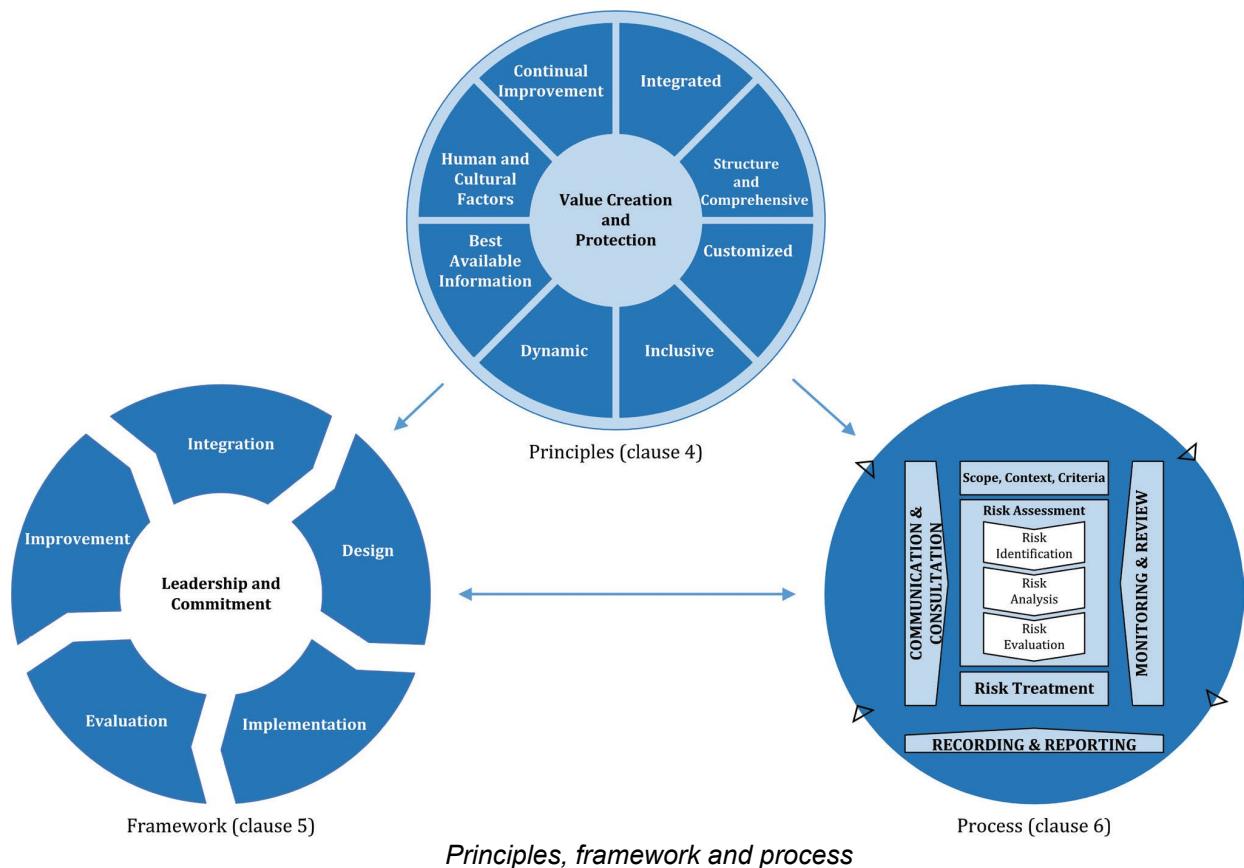 Continual
Improvement
Integrated
Human and
Cultural
Factors
Structure
and
Comprehensive
Value Creation
and
Protection
Best
Available
Information
Customized
Dynamic
Inclusive
Principles (clause 4)
Integration
Improvement
Design
Leadership and
Commitment
Evaluation
Implementation
Framework (clause 5)
Scope, Context, Criteria
Risk Assessment
Risk
Identification
Risk
Analysis
Risk
Evaluation
COMMUNICATION &
CONSULTATION
MONITORING & REVIEW
Risk Treatment
RECORDING & REPORTING
Process (clause 6)
Principles, framework and process